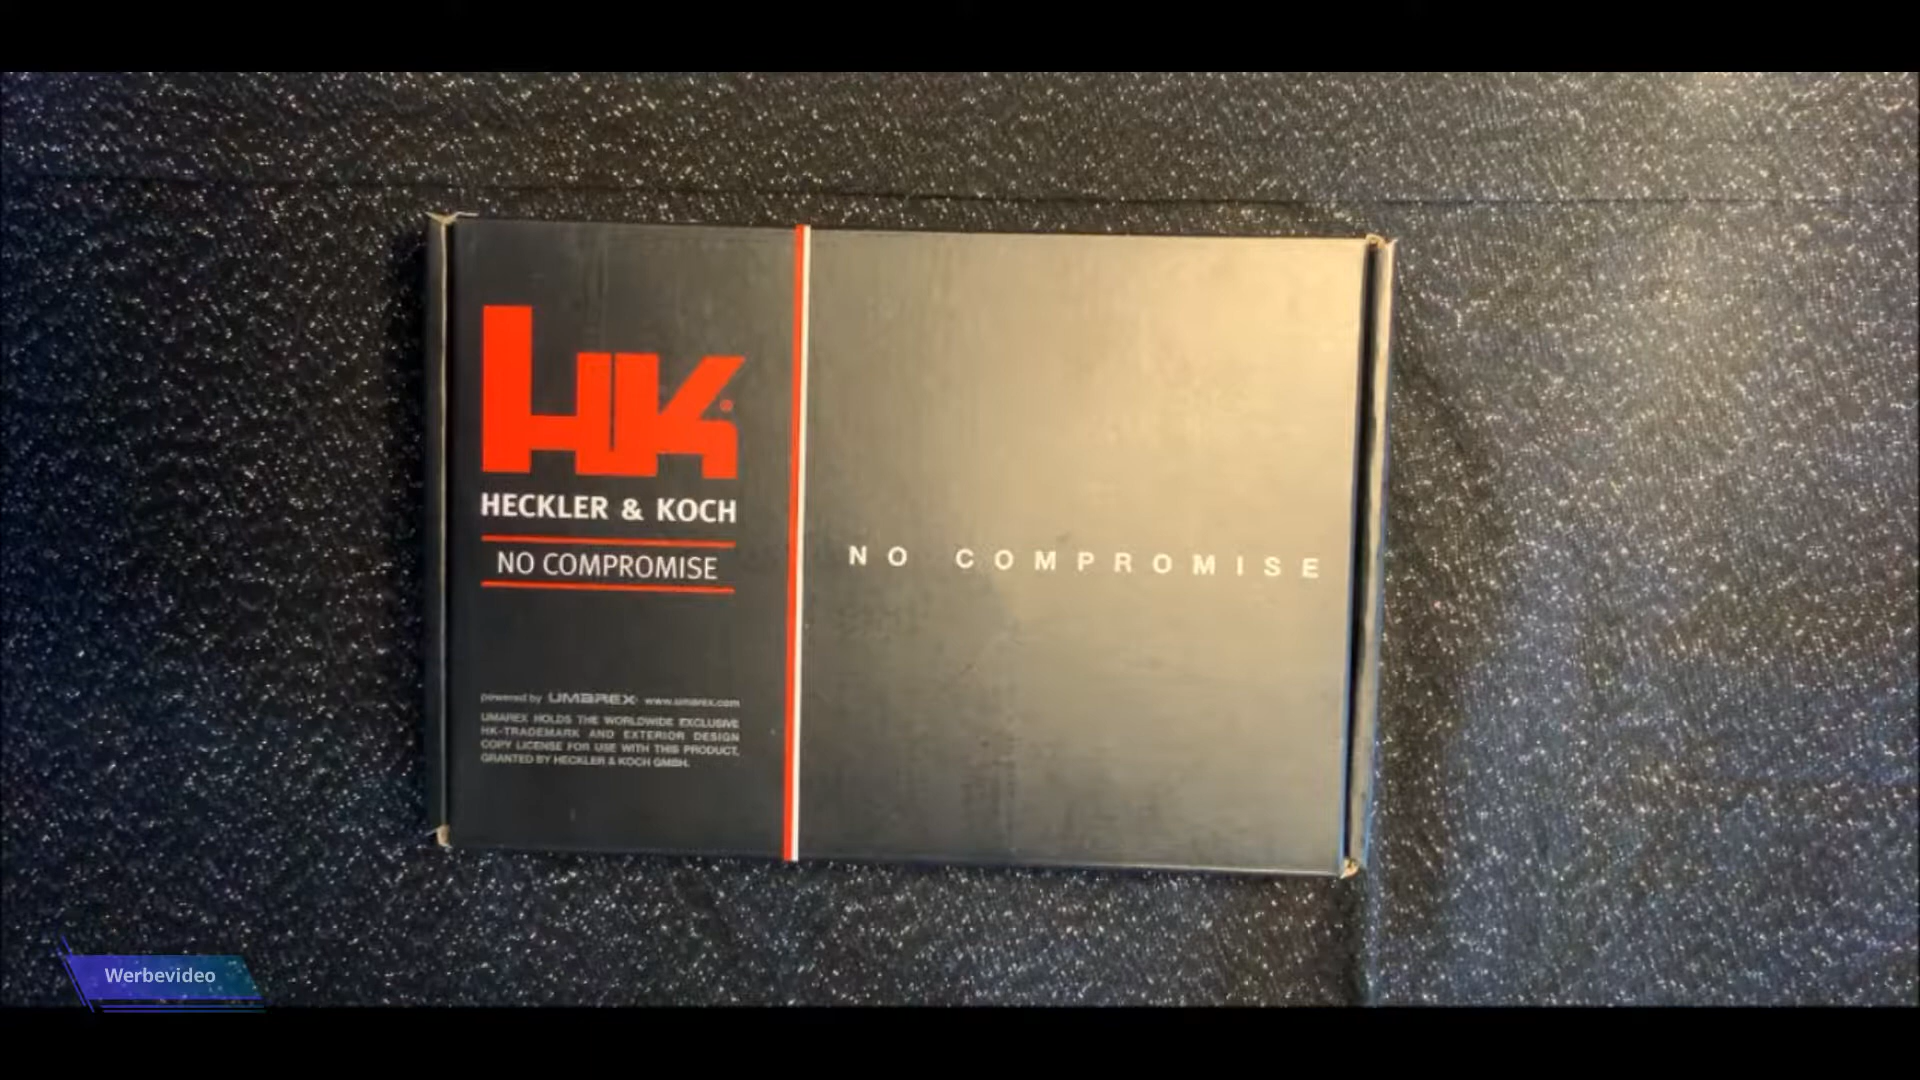 HK®
HECKLER & KOCH
NO COMPROMISE
NO COMPROMISE
powered by UMAREX® www.umarex.com
UMAREX HOLDS THE WORLDWIDE EXCLUSIVE
HK-TRADEMARK AND EXTERIOR DESIGN
COPY LICENSE FOR USE WITH THIS PRODUCT,
GRANTED BY HECKLER & KOCH GMBH.
Werbevideo